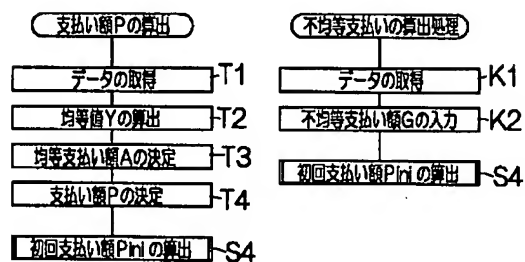 支払い額Pの算出
データの取得
T1
均等値Yの算出
T2
均等支払い額Aの決定
T3
支払い額Pの決定
T4
初回支払い額Piniの算出
S4
不均等支払いの算出処理
データの取得
K1
不均等支払い額Gの入力
K2
初回支払い額Piniの算出
S4